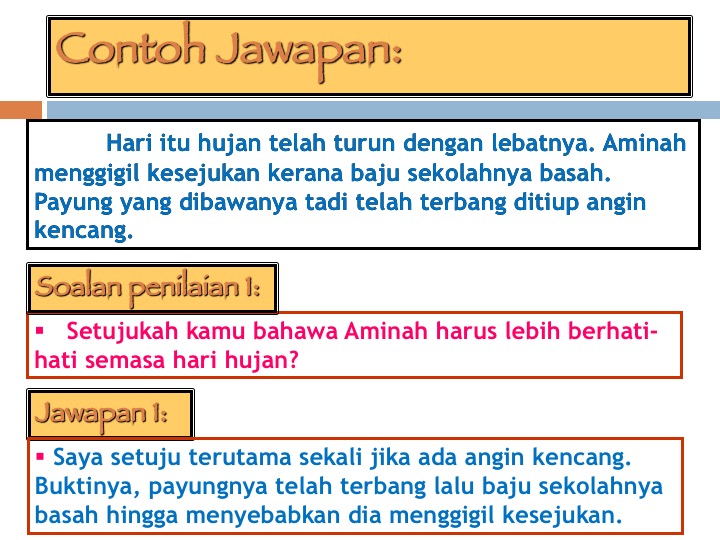 Contoh Jawapan:
Hari itu hujan telah turun dengan lebatnya. Aminah
menggigil kesejukan kerana baju sekolahnya basah.
Payung yang dibawanya tadi telah terbang ditiup angin
kencang.
Soalan penilaian 1:
▪ Setujukah kamu bahawa Aminah harus lebih berhati-
hati semasa hari hujan?
Jawapan 1:
▪ Saya setuju terutama sekali jika ada angin kencang.
Buktinya, payungnya telah terbang lalu baju sekolahnya
basah hingga menyebabkan dia menggigil kesejukan.